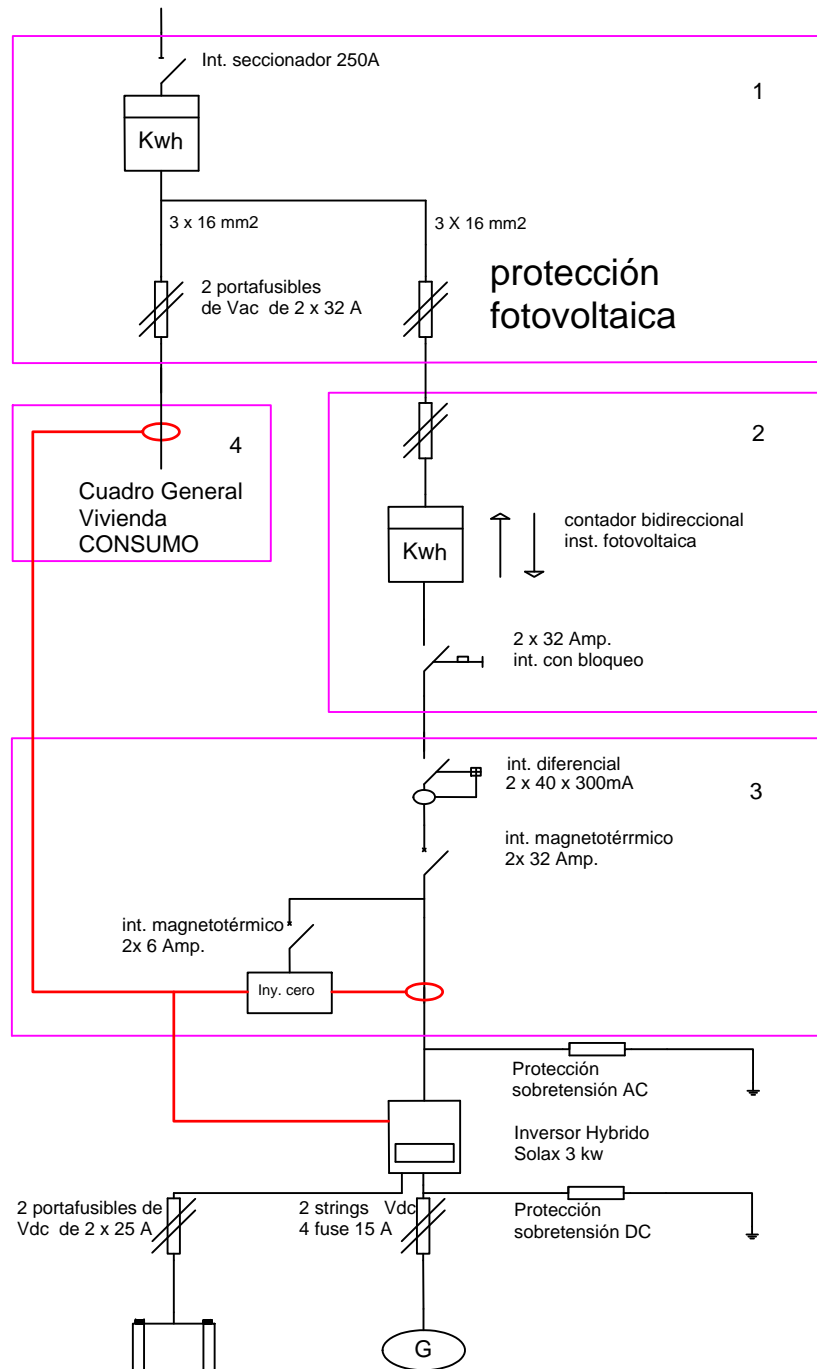 Int. seccionador 250A
1
Kwh
3 x 16 mm2
3 X 16 mm2
2 portafusibles
de Vac de 2 x 32 A
protección
fotovoltaica
4
Cuadro General
Vivienda
CONSUMO
2
Kwh
contador bidireccional
inst. fotovoltaica
2 x 32 Amp.
int. con bloqueo
int. diferencial
2 x 40 x 300mA
3
int. magnetotérrmico
2x 32 Amp.
int. magnetotérmico
2x 6 Amp.
Iny. cero
Protección
sobretensión AC
Inversor Hybrido
Solax 3 kw
2 portafusibles de
Vdc de 2 x 25 A
2 strings Vdc
4 fuse 15 A
Protección
sobretensión DC
G